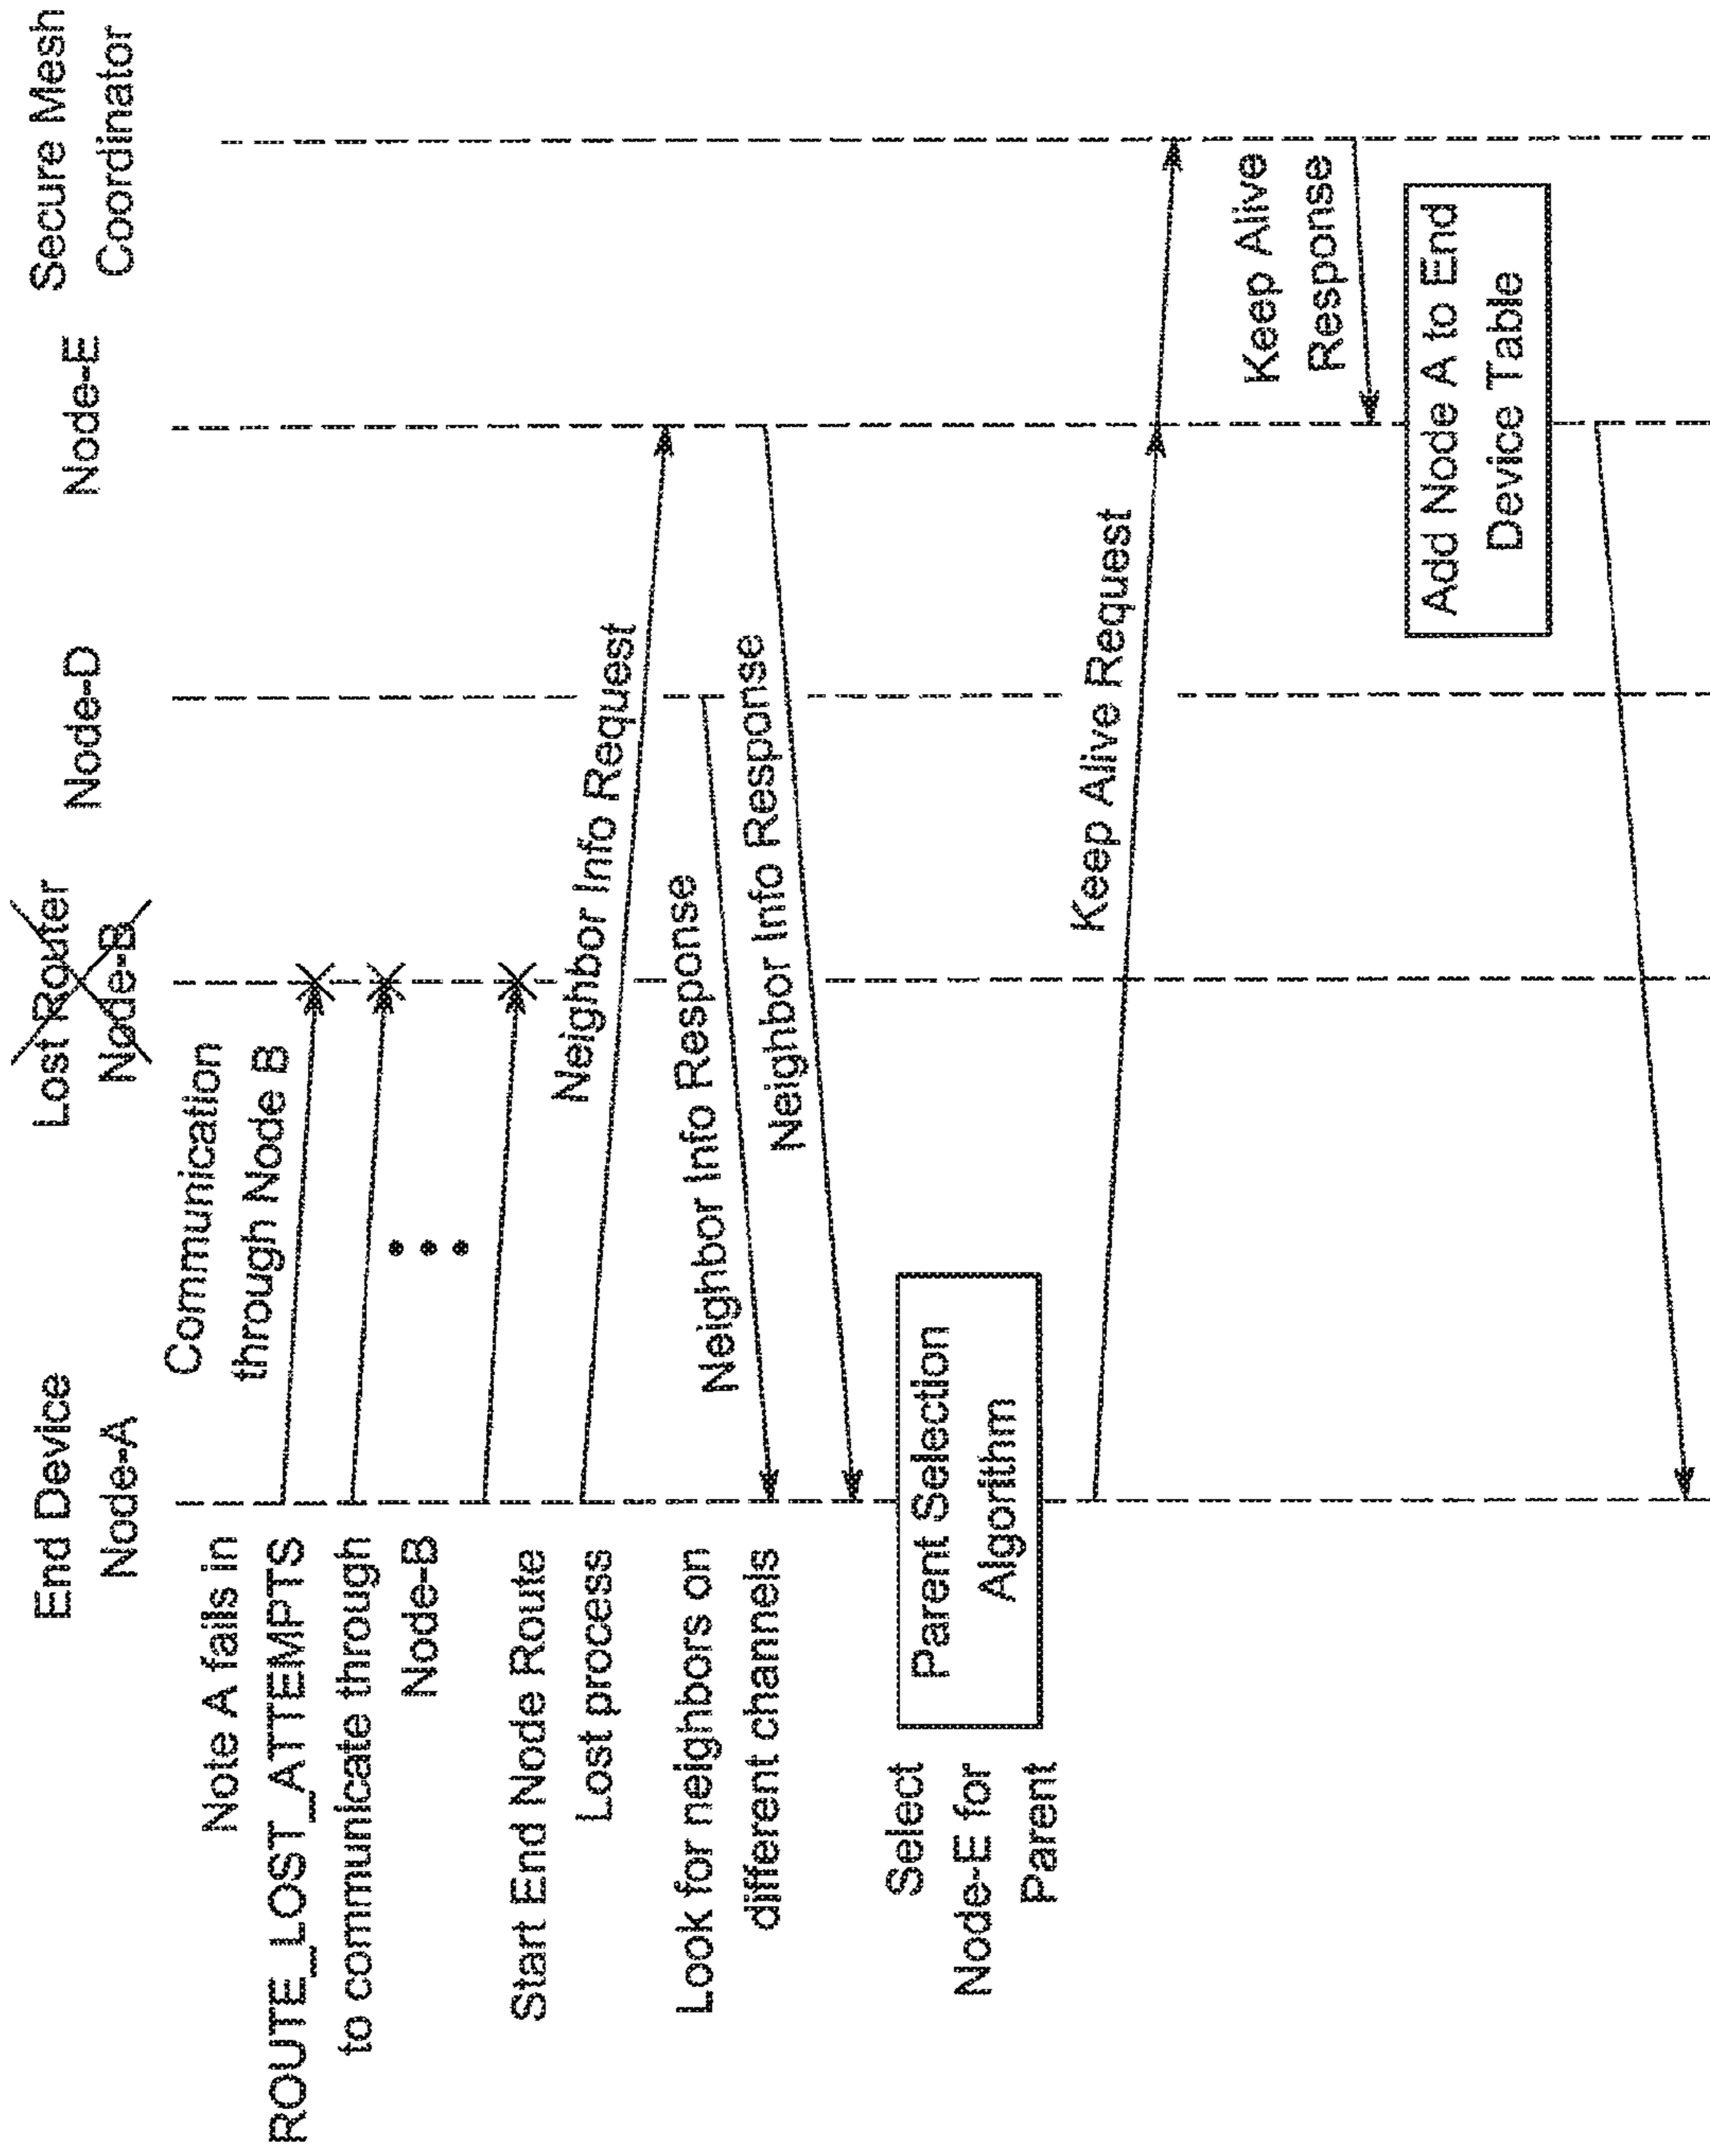 End Device
Node-A
Lost Router
Node-B
Node-D
Node-E
Secure Mesh
Coordinator
Note A fails in
ROUTE_LOST_ATTEMPTS
to communicate through
Node-B
Communication
through Node B
Start End Node Route
Lost process
Neighbor Info Request
Look for neighbors on
different channels
Neighbor Info Response
Neighbor Info Response
Select
Node-E for
Parent
Parent Selection
Algorithm
Keep Alive Request
Keep Alive
Response
Add Node A to End
Device Table